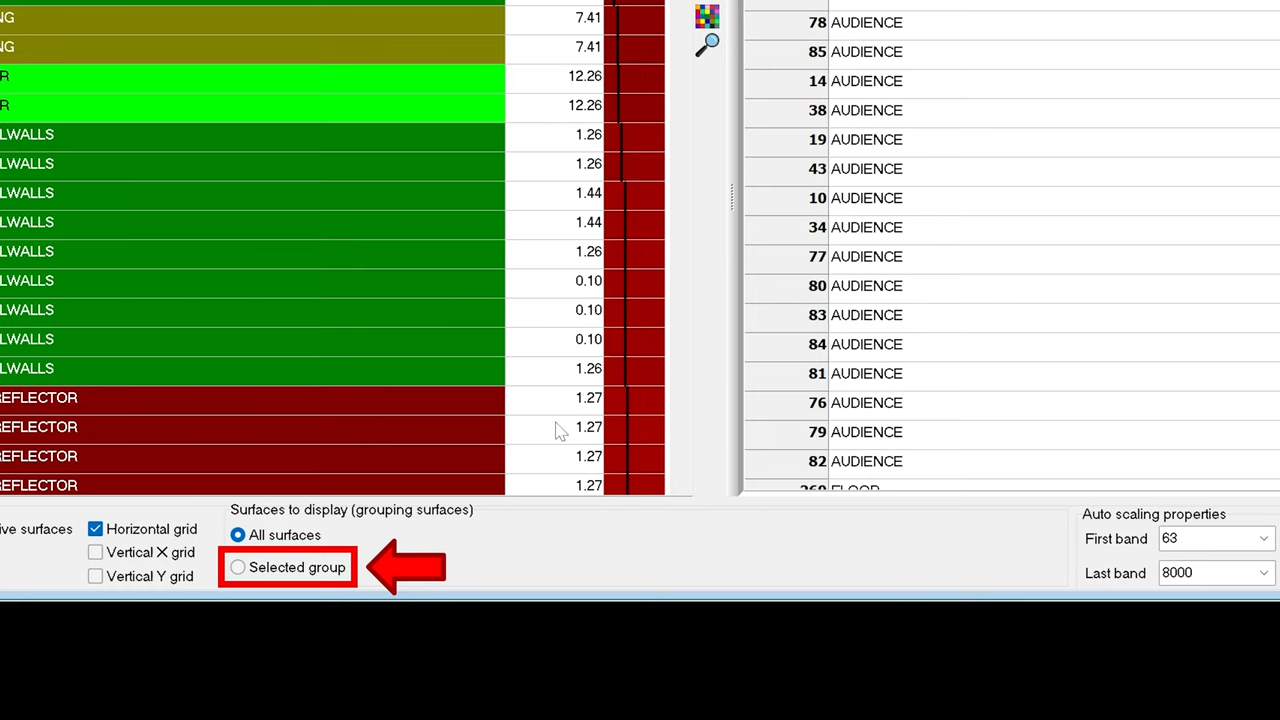 NG 7.41
NG 7.41
R 12.26
R 12.26
LWALLS 1.26
LWALLS 1.26
LWALLS 1.44
LWALLS 1.44
LWALLS 1.26
LWALLS 0.10
LWALLS 0.10
LWALLS 0.10
LWALLS 1.26
REFLECTOR 1.27
REFLECTOR 1.27
REFLECTOR 1.27
REFLECTOR 1.27
78 AUDIENCE
85 AUDIENCE
14 AUDIENCE
38 AUDIENCE
19 AUDIENCE
43 AUDIENCE
10 AUDIENCE
34 AUDIENCE
77 AUDIENCE
80 AUDIENCE
83 AUDIENCE
84 AUDIENCE
81 AUDIENCE
76 AUDIENCE
79 AUDIENCE
82 AUDIENCE
FLOOR
ive surfaces
Horizontal grid
Vertical X grid
Vertical Y grid
Surfaces to display (grouping surfaces)
All surfaces
Selected group
Auto scaling properties
First band 63
Last band 8000